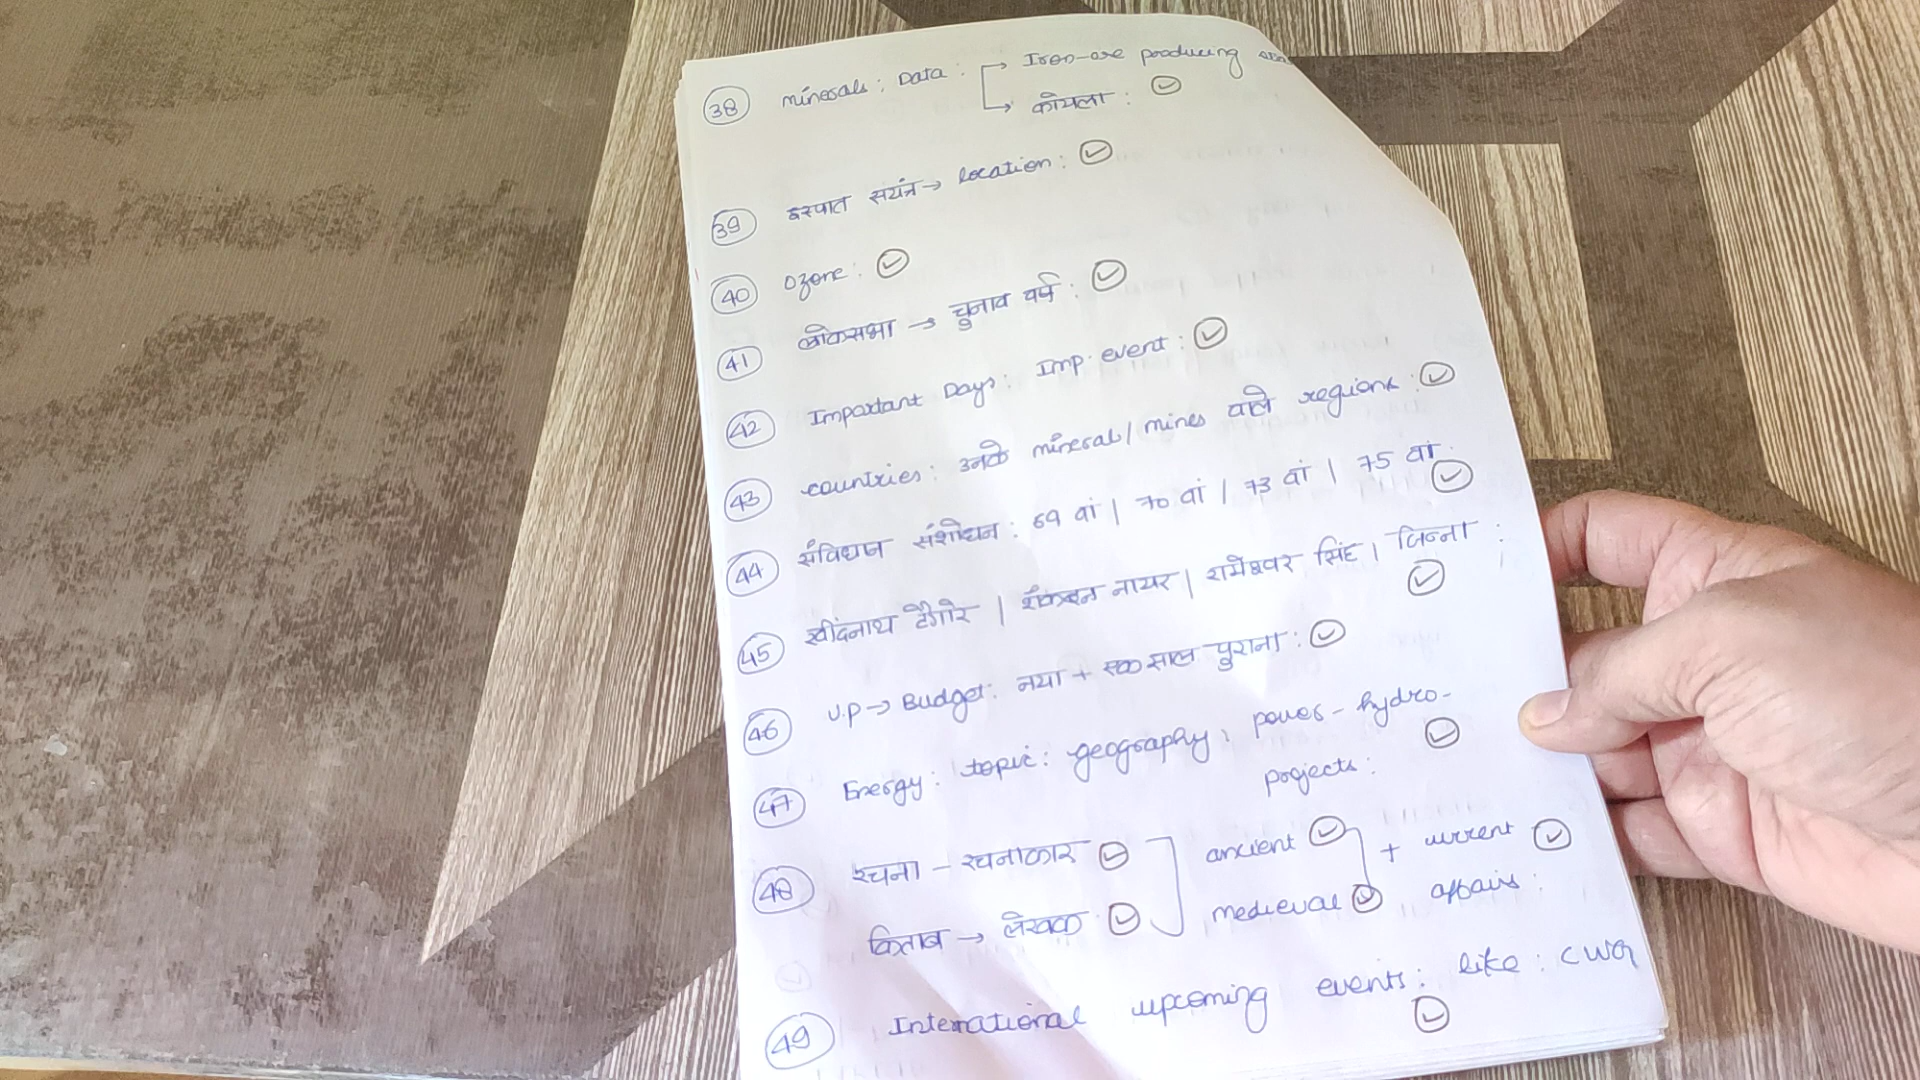 38 minerals : Data : → Iron-ore producing
→ कोयला :
39 इस्पात सयंत्र → location :
40 Ozone :
41 लोकसभा → चुनाव वर्ष :
42 Important Days : Imp. event :
43 countries : उनके mineral / mines वाले regions :
44 संविधान संशोधन : 69 वां | 70 वां | 73 वां | 75 वां
45 रवींद्रनाथ टैगोर | शंकरन नायर | रामेश्वर सिंह | जिन्ना :
46 U.P → Budget : नया + एक साल पुराना :
47 Energy : topic : geography : power - hydro-
projects :
48 रचना - रचनाकार ancient + current
किताब → लेखक medieval affairs :
49 International upcoming events : like : CWG